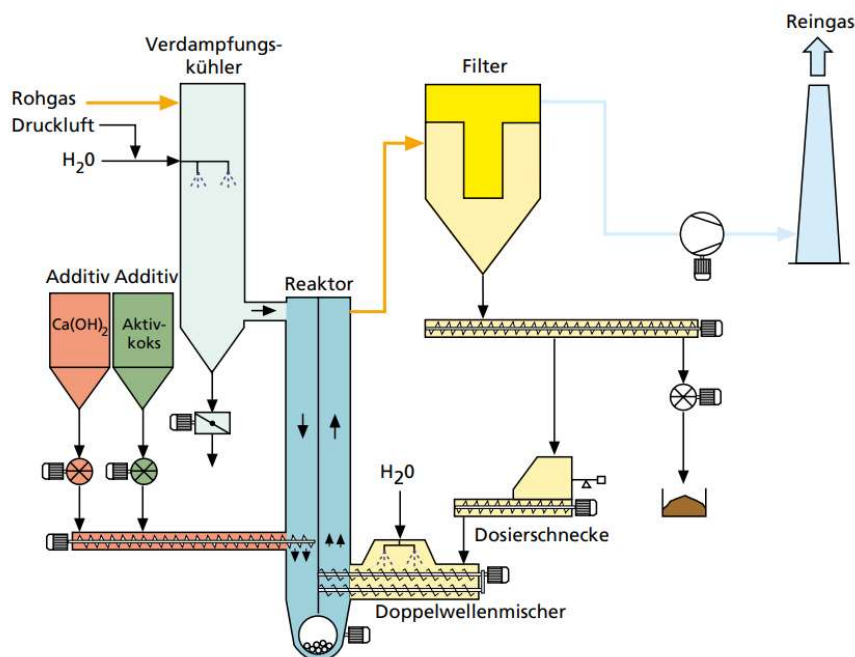 Reingas
Verdampfungs-
kühler
Filter
Rohgas
Druckluft
H₂0
Additiv
Additiv
Reaktor
Ca(OH)₂
Aktiv-
koks
H₂0
Dosierschnecke
Doppelwellenmischer